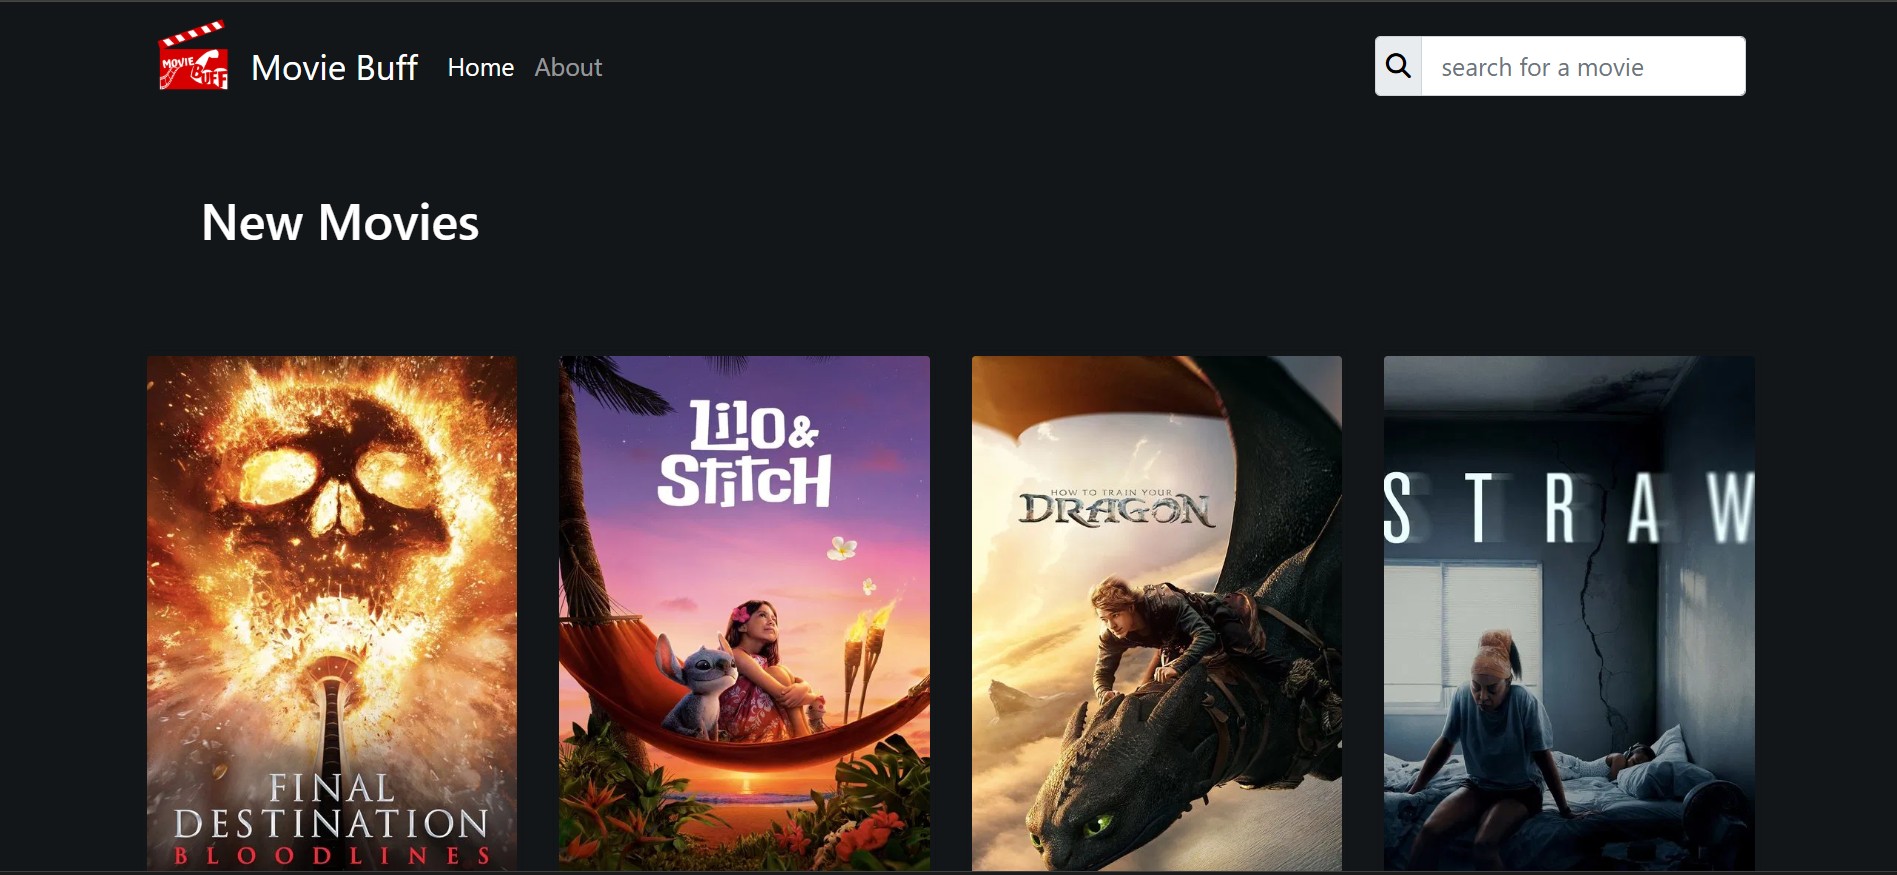 MOVIE
BUFF
Movie Buff
Home
About
search for a movie
New Movies
FINAL
DESTINATION
BLOODLINES
Lilo &
Stitch
HOW TO TRAIN YOUR
DRAGON
STRAW